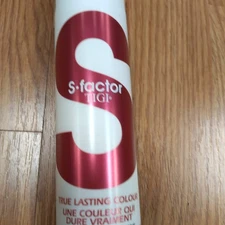 S
S·factor
TIGI®
TRUE LASTING COLOUR
UNE COULEUR QUI
DURE VRAIMENT